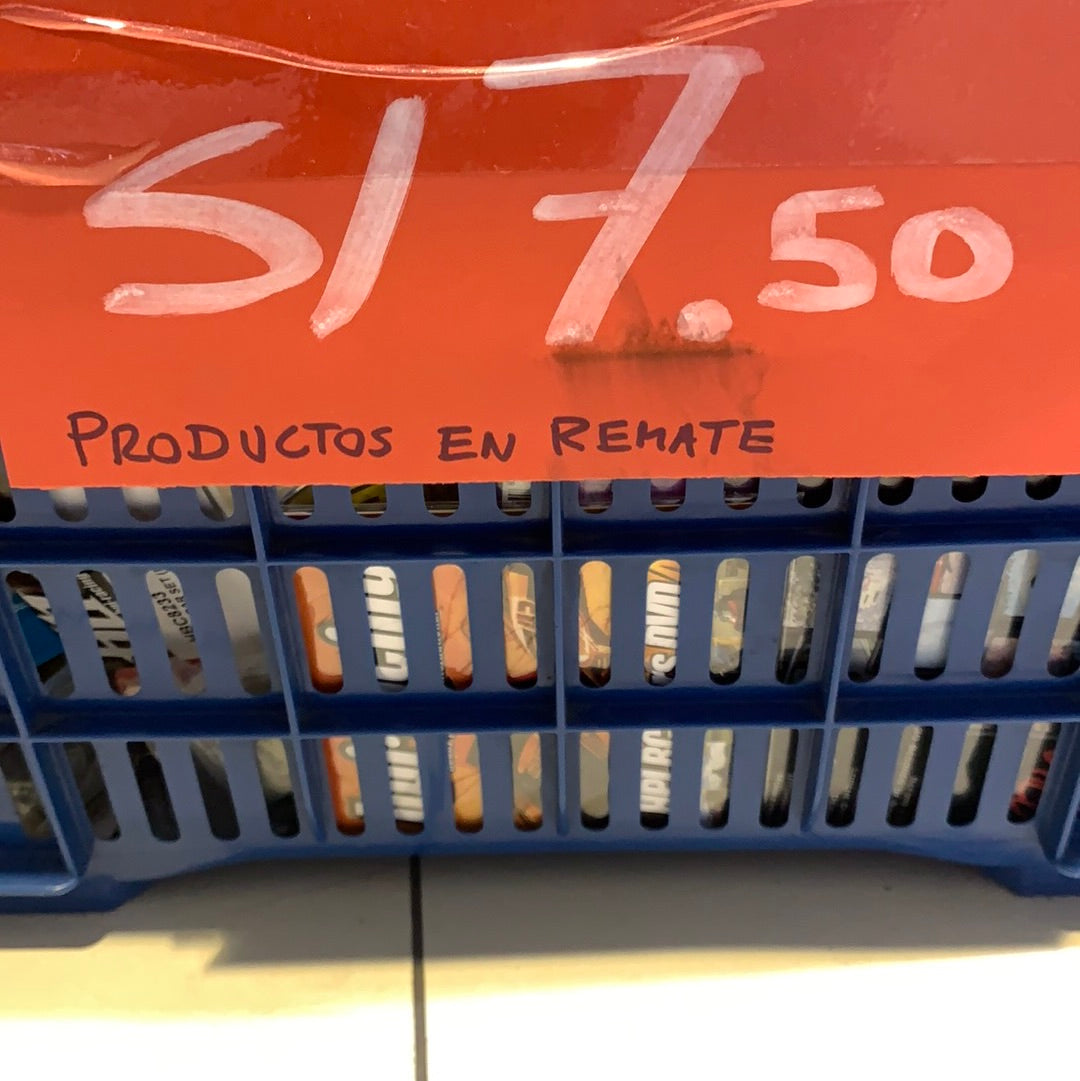 S/ 7.50
PRODUCTOS EN REMATE